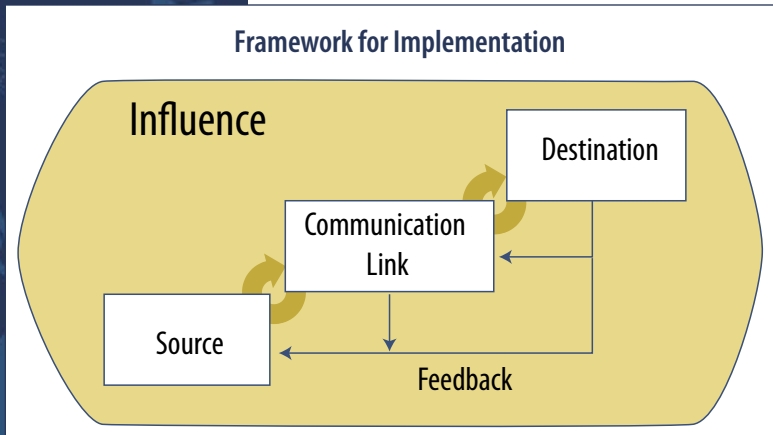 Framework for Implementation
Influence
Destination
Communication
Link
Source
Feedback